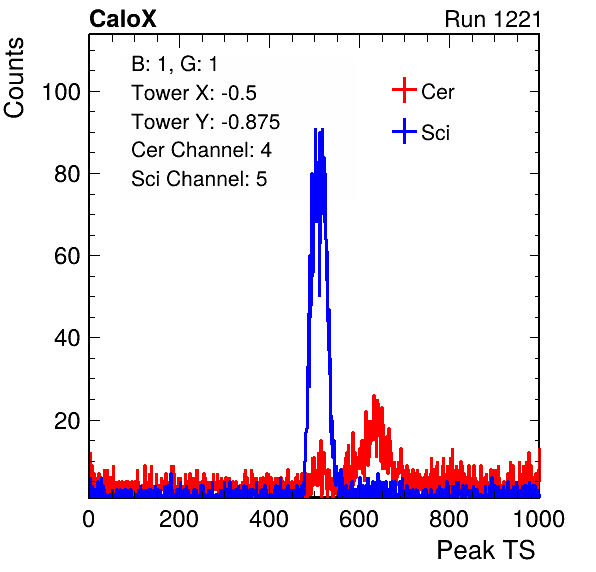 CaloX Run 1221
Counts
B: 1, G: 1
Tower X: -0.5
Tower Y: -0.875
Cer Channel: 4
Sci Channel: 5
Cer
Sci
100
80
60
40
20
0 200 400 600 800 1000
Peak TS